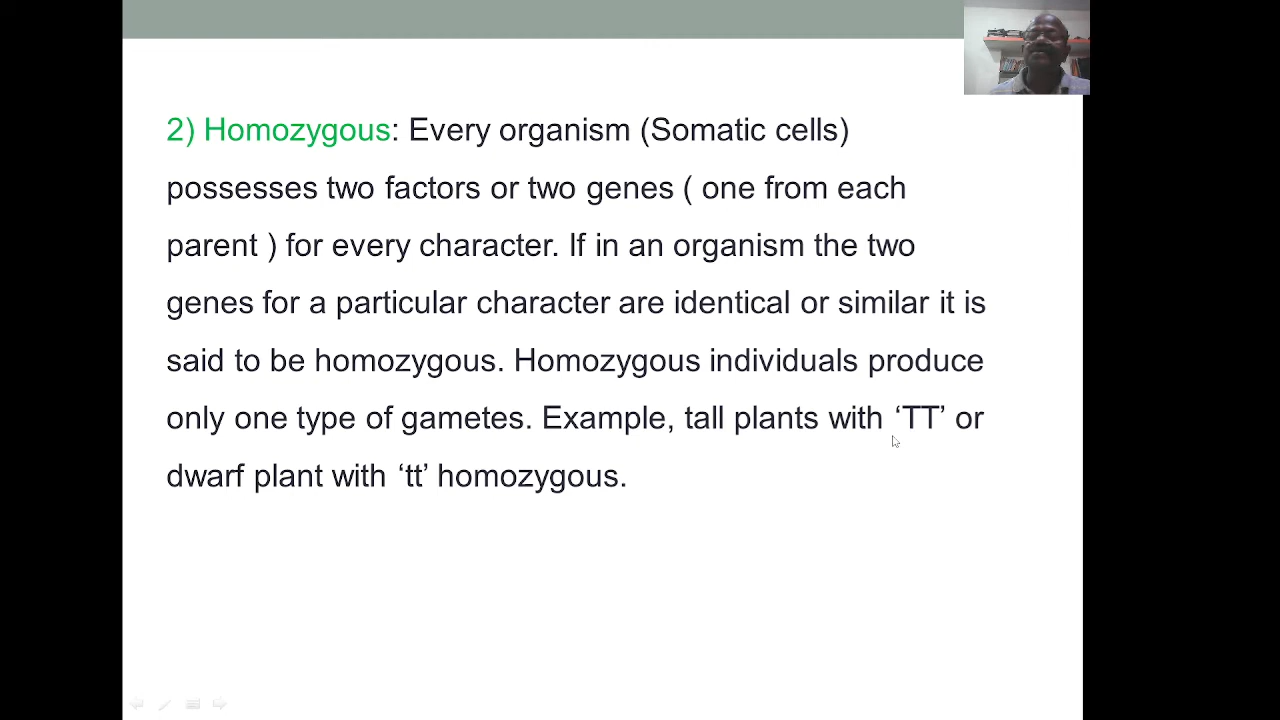 2) Homozygous: Every organism (Somatic cells)
possesses two factors or two genes ( one from each
parent ) for every character. If in an organism the two
genes for a particular character are identical or similar it is
said to be homozygous. Homozygous individuals produce
only one type of gametes. Example, tall plants with ‘TT’ or
dwarf plant with ‘tt’ homozygous.